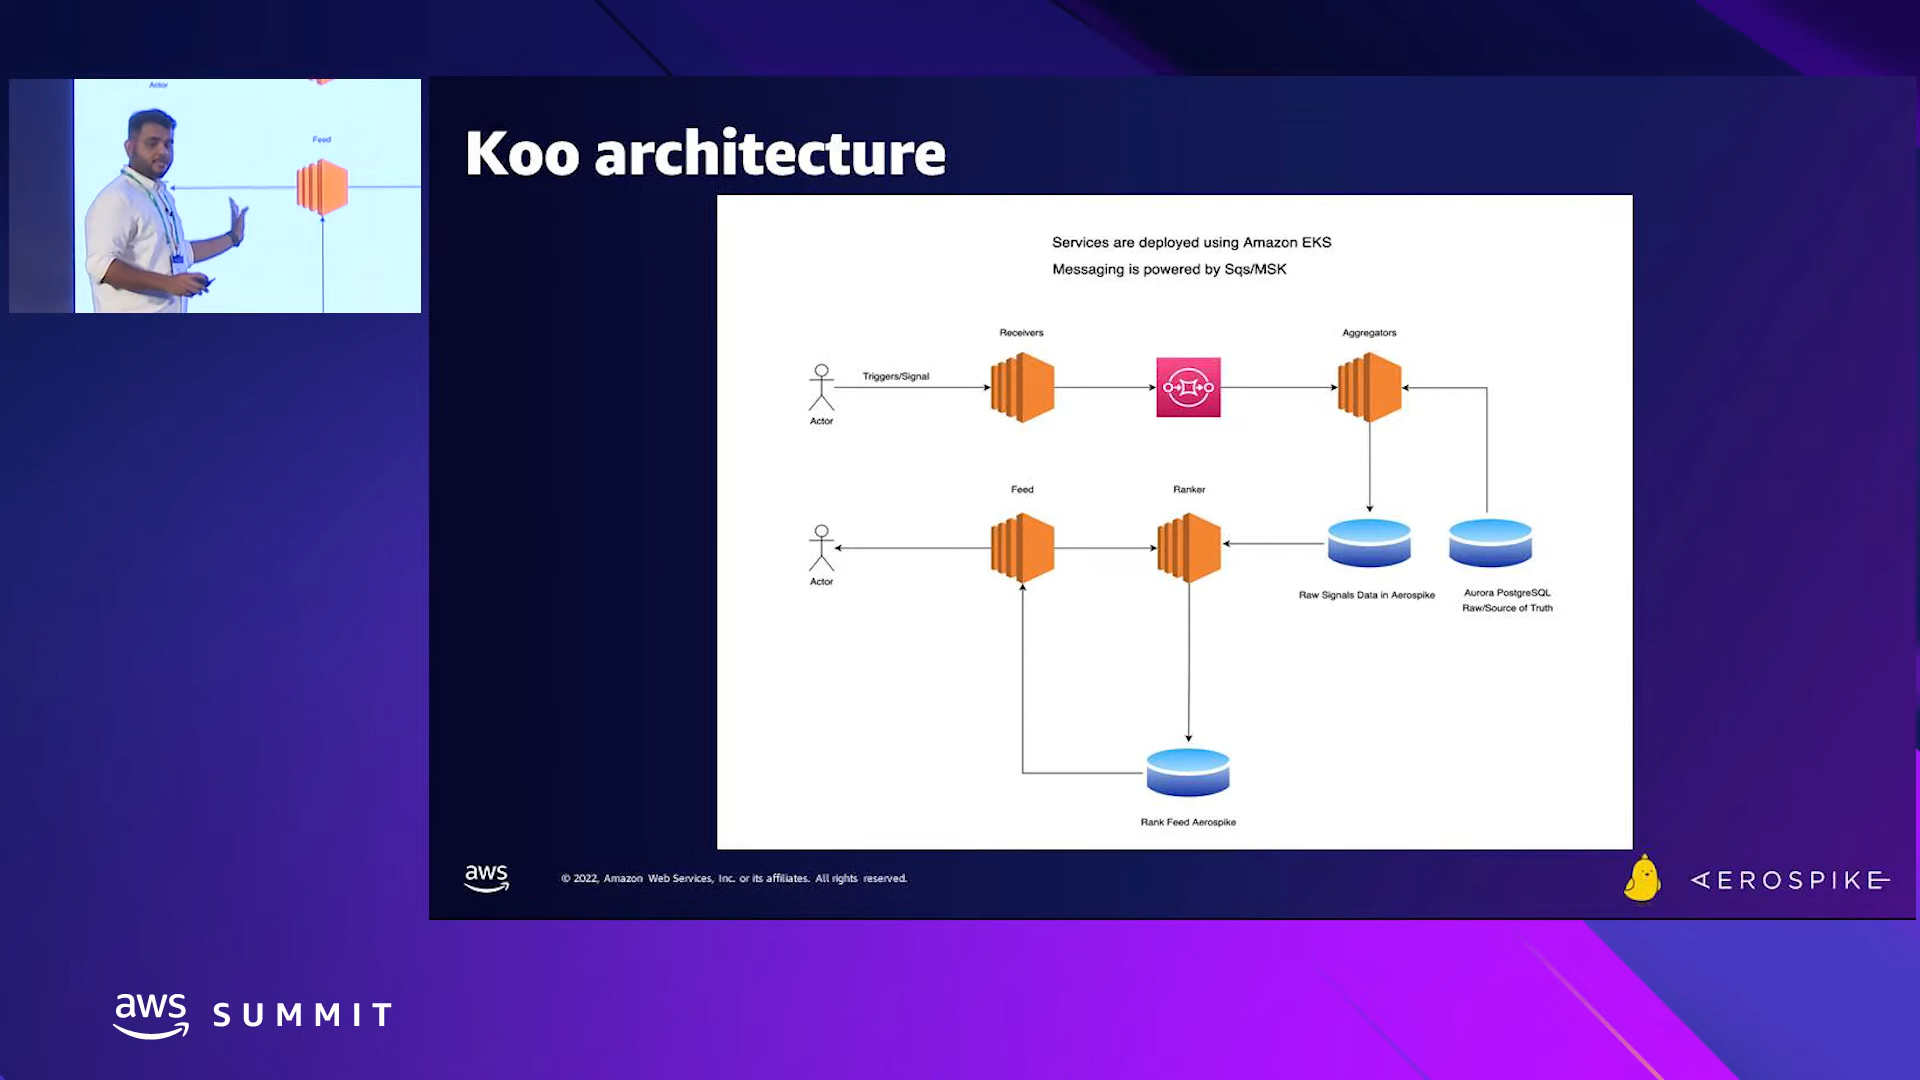 Actor
Feed
Koo architecture
Services are deployed using Amazon EKS
Messaging is powered by Sqs/MSK
Receivers
Aggregators
Triggers/Signal
Actor
Feed
Ranker
Actor
Raw Signals Data in Aerospike
Aurora PostgreSQL
Raw/Source of Truth
Rank Feed Aerospike
aws
© 2022, Amazon Web Services, Inc. or its affiliates. All rights reserved.
AEROSPIKE
aws SUMMIT